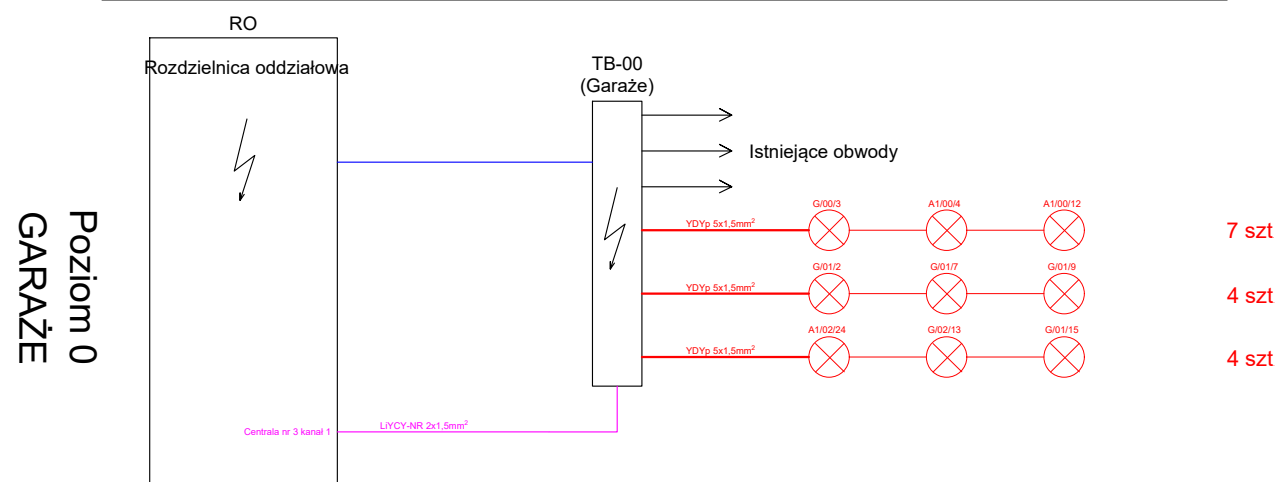 RO
Rozdzielnica oddziałowa
TB-00
(Garaże)
Istniejące obwody
Poziom 0
GARAŻE
YDYp 5x1,5mm²
G/00/3
A1/00/4
A1/00/12
7 szt
YDYp 5x1,5mm²
G/01/2
G/01/7
G/01/9
4 szt
YDYp 5x1,5mm²
A1/02/24
G/02/13
G/01/15
4 szt
Centrala nr 3 kanał 1
LiYCY-NR 2x1,5mm²